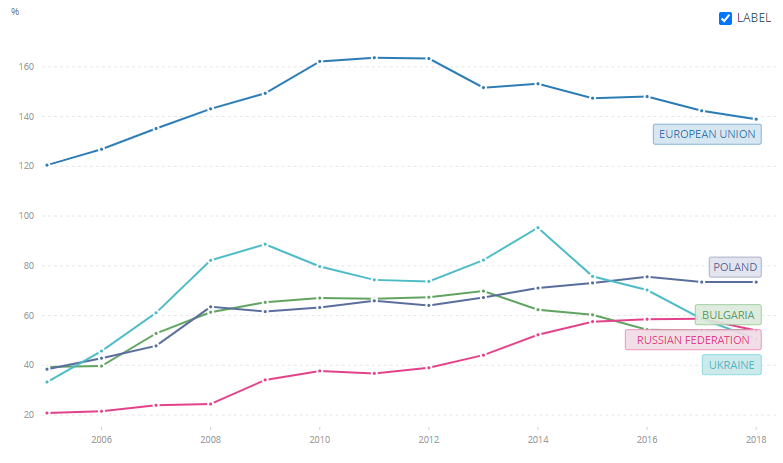 %
LABEL
160
140
EUROPEAN UNION
120
100
80
POLAND
60
BULGARIA
RUSSIAN FEDERATION
40
UKRAINE
20
2006 2008 2010 2012 2014 2016 2018